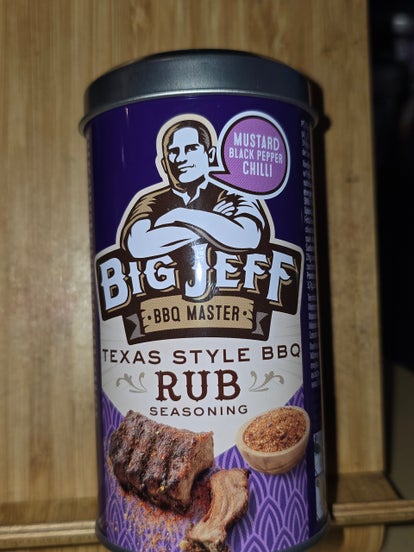 MUSTARD
BLACK PEPPER
CHILLI
BIG JEFF
• BBQ MASTER •
TEXAS STYLE BBQ
RUB
SEASONING